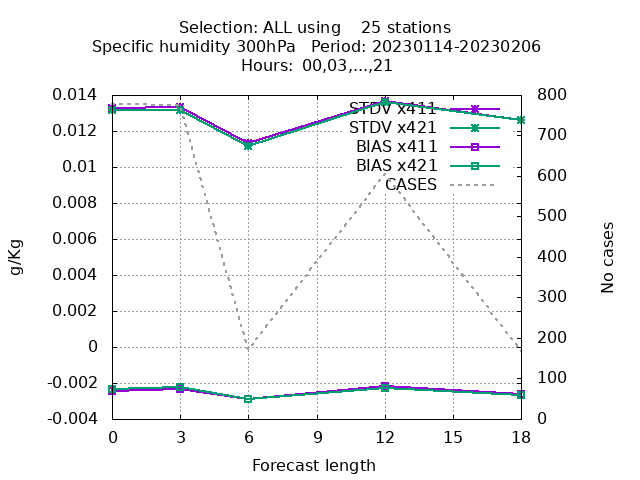 Selection: ALL using    25 stations
Specific humidity 300hPa   Period: 20230114-20230206
Hours: 00,03,...,21
0.014
0.012
0.01
0.008
0.006
0.004
0.002
0
-0.002
-0.004
g/Kg
STDV x411
STDV x421
BIAS x411
BIAS x421
CASES
800
700
600
500
400
300
200
100
0
No cases
0 3 6 9 12 15 18
Forecast length